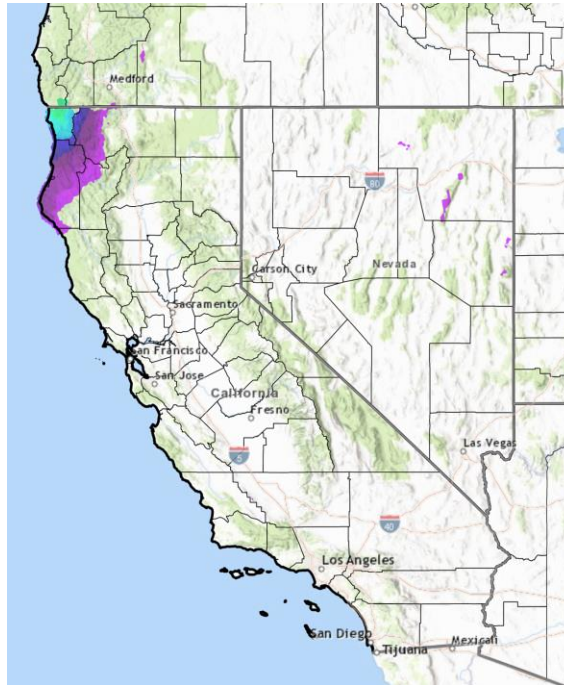 Medford
80
Carson City
Nevada
Sacramento
San Francisco
San Jose
California
Fresno
Las Vegas
5
40
Los Angeles
San Diego
Tijuana
Mexicali